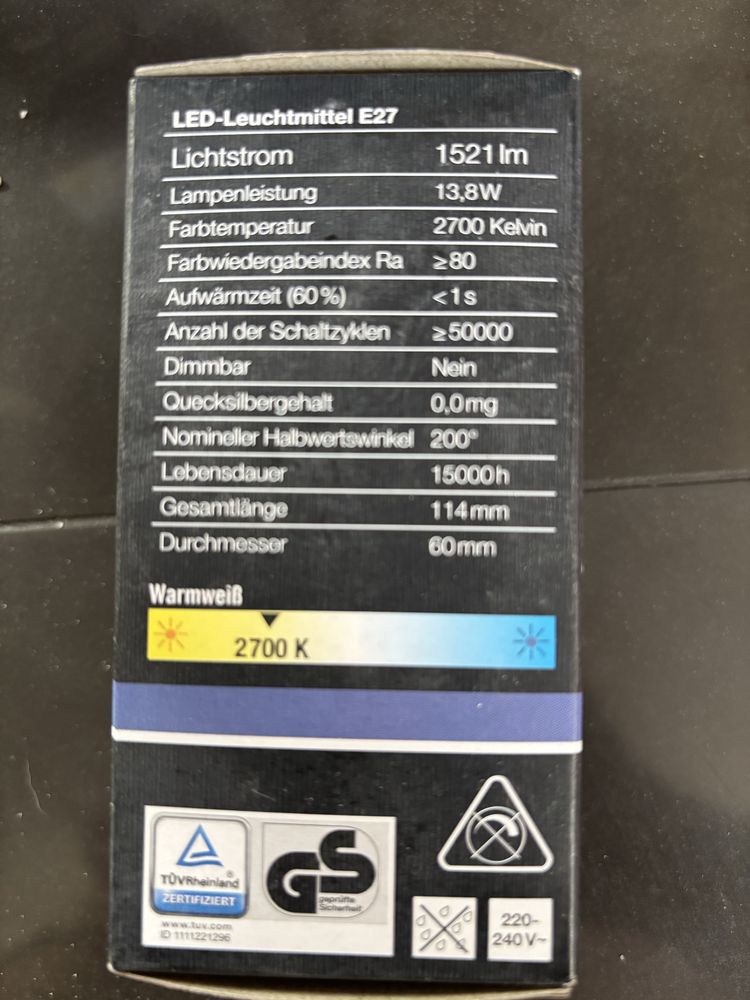 LED-Leuchtmittel E27
Lichtstrom 1521 lm
Lampenleistung 13,8W
Farbtemperatur 2700 Kelvin
Farbwiedergabeindex Ra ≥80
Aufwärmzeit (60%) <1s
Anzahl der Schaltzyklen ≥50000
Dimmbar Nein
Quecksilbergehalt 0,0mg
Nomineller Halbwertswinkel 200°
Lebensdauer 15000h
Gesamtlänge 114mm
Durchmesser 60mm
Warmweiß
2700 K
TÜVRheinland®
ZERTIFIZIERT
www.tuv.com
ID 1111221296
GS
geprüfte
Sicherheit
220-
240V~